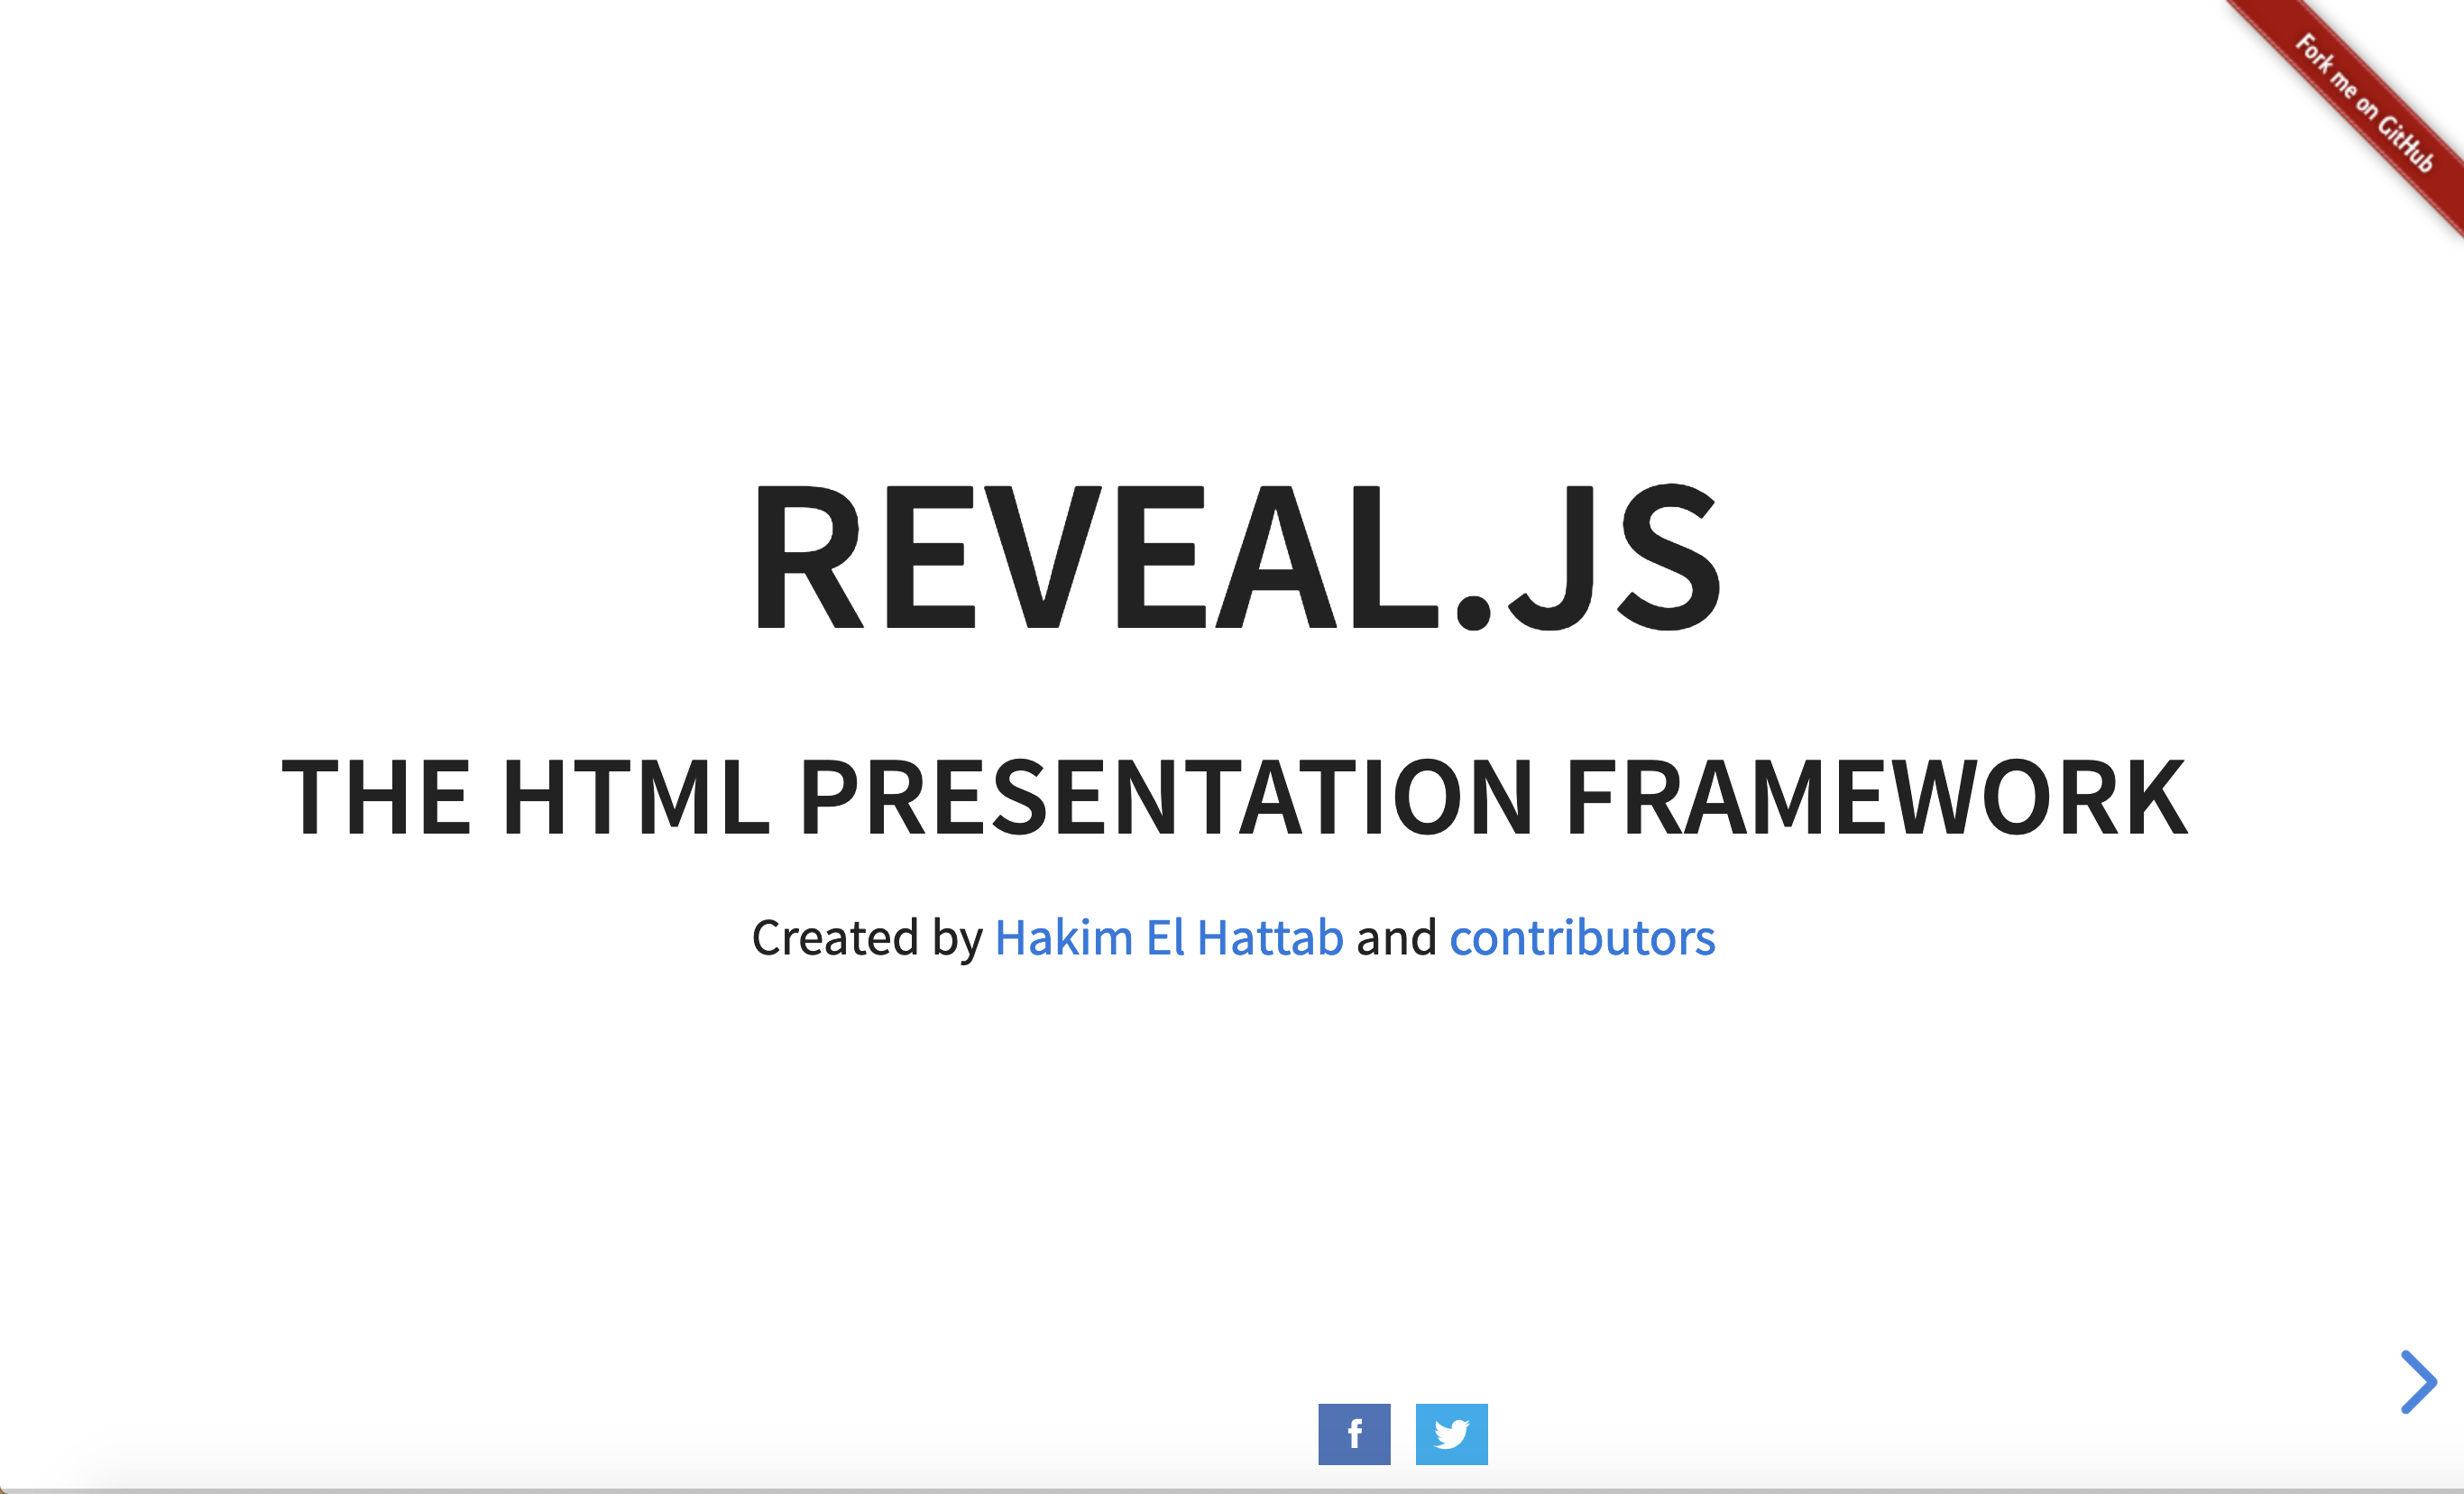 Fork me on GitHub
REVEAL.JS
THE HTML PRESENTATION FRAMEWORK
Created by Hakim El Hattab and contributors